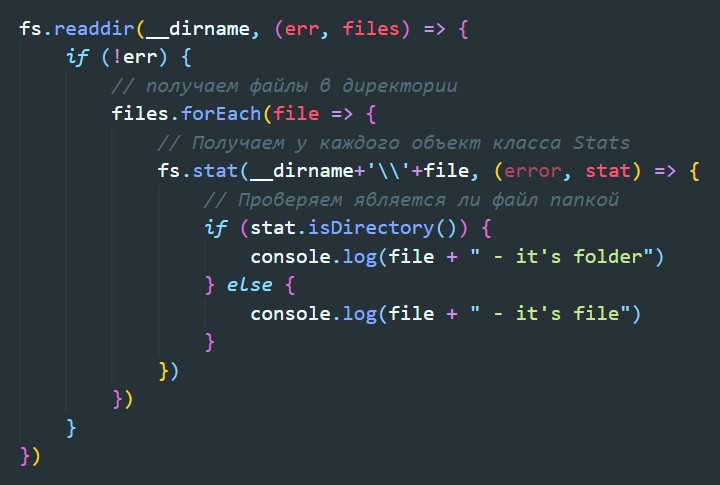 fs.readdir(__dirname, (err, files) => {
    if (!err) {
        // получаем файлы в директории
        files.forEach(file => {
            // Получаем у каждого объект класса Stats
            fs.stat(__dirname+'\\'+file, (error, stat) => {
                // Проверяем является ли файл папкой
                if (stat.isDirectory()) {
                    console.log(file + " - it's folder")
                } else {
                    console.log(file + " - it's file")
                }
            })
        })
    }
})